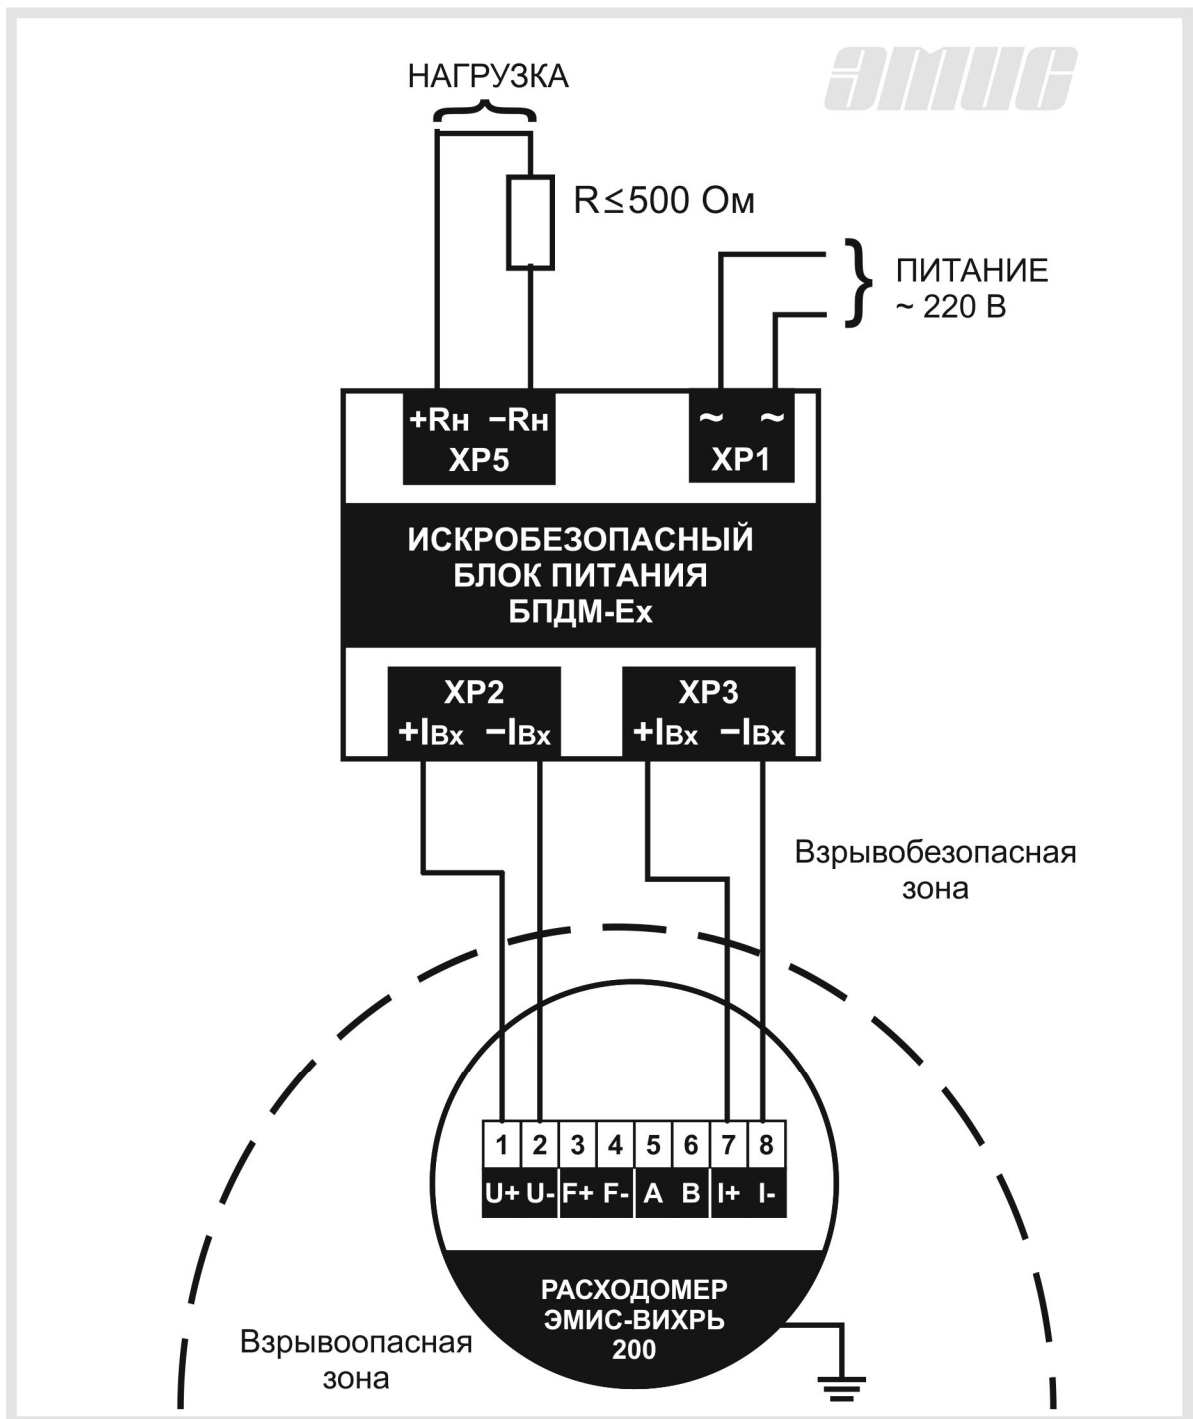 ЭМИС
НАГРУЗКА
R≤500 Ом
ПИТАНИЕ
~ 220 В
+Rн −Rн
XP5
~ ~
XP1
ИСКРОБЕЗОПАСНЫЙ
БЛОК ПИТАНИЯ
БПДМ-Ex
XP2
+IВх −IВх
XP3
+IВх −IВх
Взрывобезопасная
зона
1 2 3 4 5 6 7 8
U+ U- F+ F- A B I+ I-
РАСХОДОМЕР
ЭМИС-ВИХРЬ
200
Взрывоопасная
зона